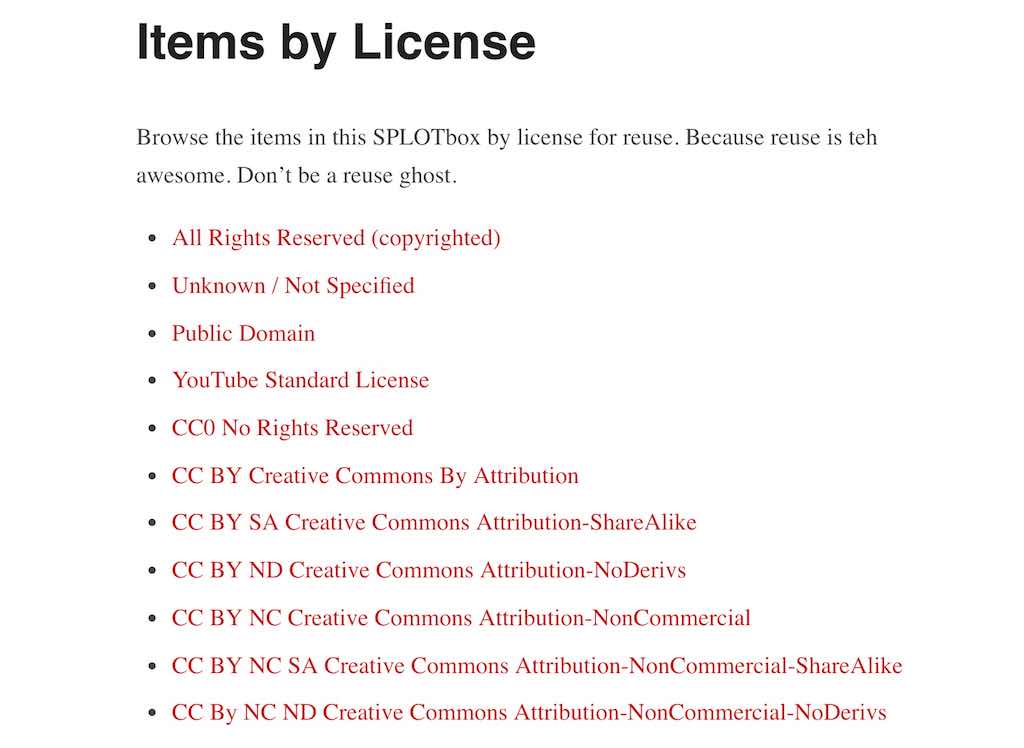 Items by License
Browse the items in this SPLOTbox by license for reuse. Because reuse is teh
awesome. Don’t be a reuse ghost.
• All Rights Reserved (copyrighted)
• Unknown / Not Specified
• Public Domain
• YouTube Standard License
• CC0 No Rights Reserved
• CC BY Creative Commons By Attribution
• CC BY SA Creative Commons Attribution-ShareAlike
• CC BY ND Creative Commons Attribution-NoDerivs
• CC BY NC Creative Commons Attribution-NonCommercial
• CC BY NC SA Creative Commons Attribution-NonCommercial-ShareAlike
• CC By NC ND Creative Commons Attribution-NonCommercial-NoDerivs